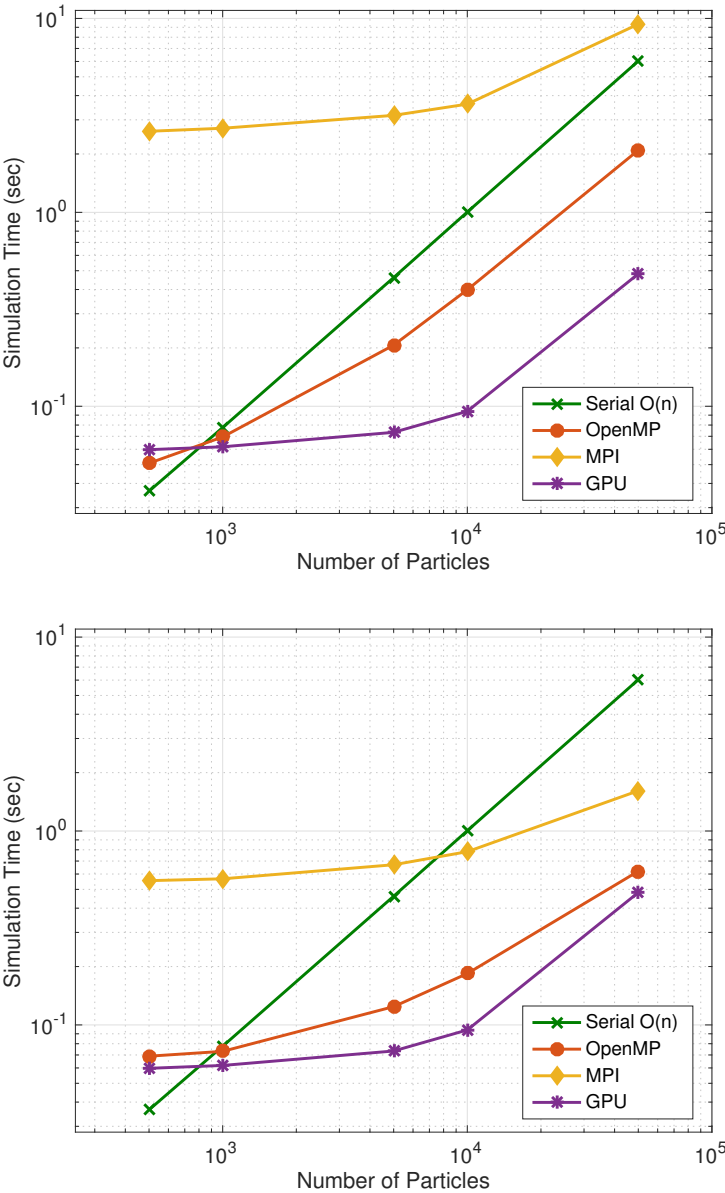 10^1
10^0
10^-1
Simulation Time (sec)
Serial O(n)
OpenMP
MPI
GPU
10^3
10^4
10^5
Number of Particles
10^1
10^0
10^-1
Simulation Time (sec)
Serial O(n)
OpenMP
MPI
GPU
10^3
10^4
10^5
Number of Particles